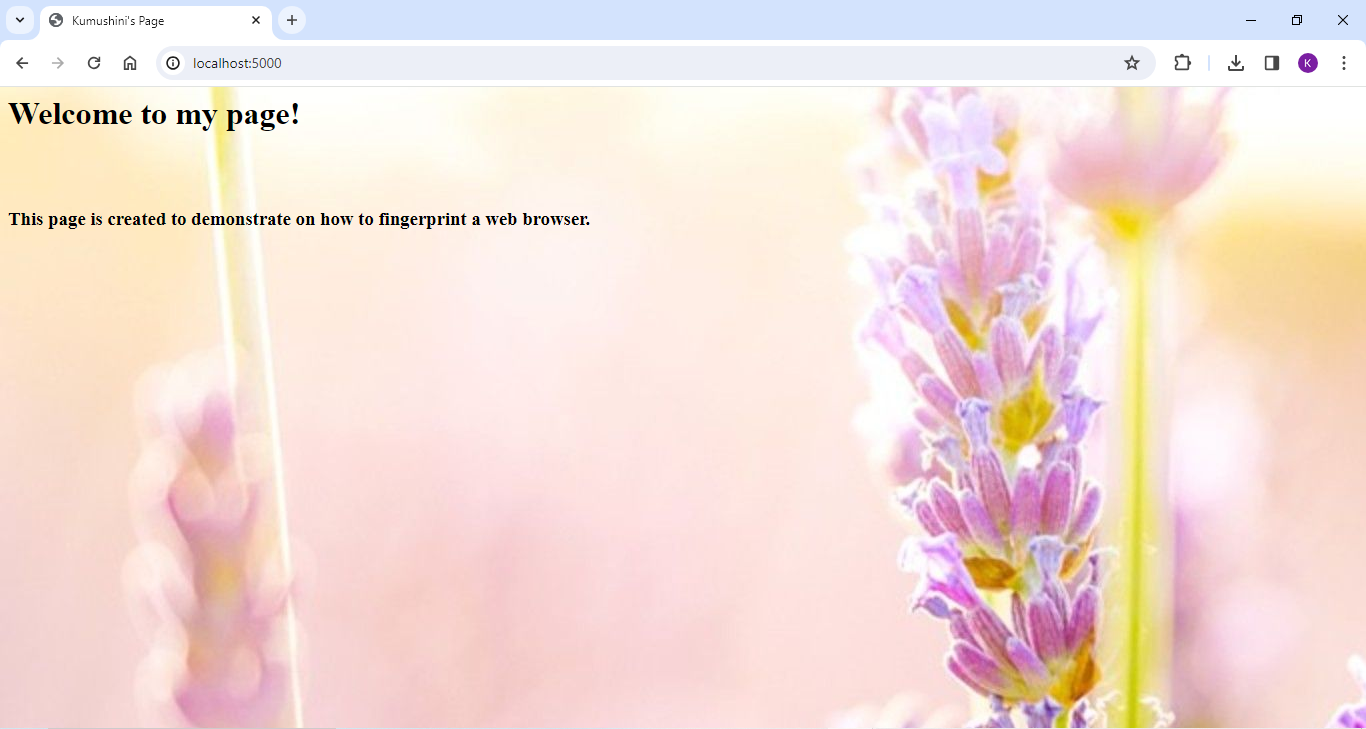 Kumushini's Page
localhost:5000
K
Welcome to my page!
This page is created to demonstrate on how to fingerprint a web browser.